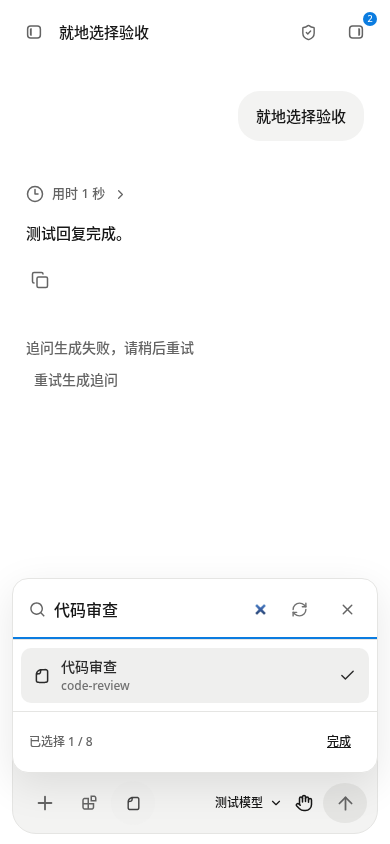 就地选择验收
2
就地选择验收
用时 1 秒
测试回复完成。
追问生成失败，请稍后重试
重试生成追问
代码审查
代码审查
code-review
已选择 1 / 8
完成
测试模型